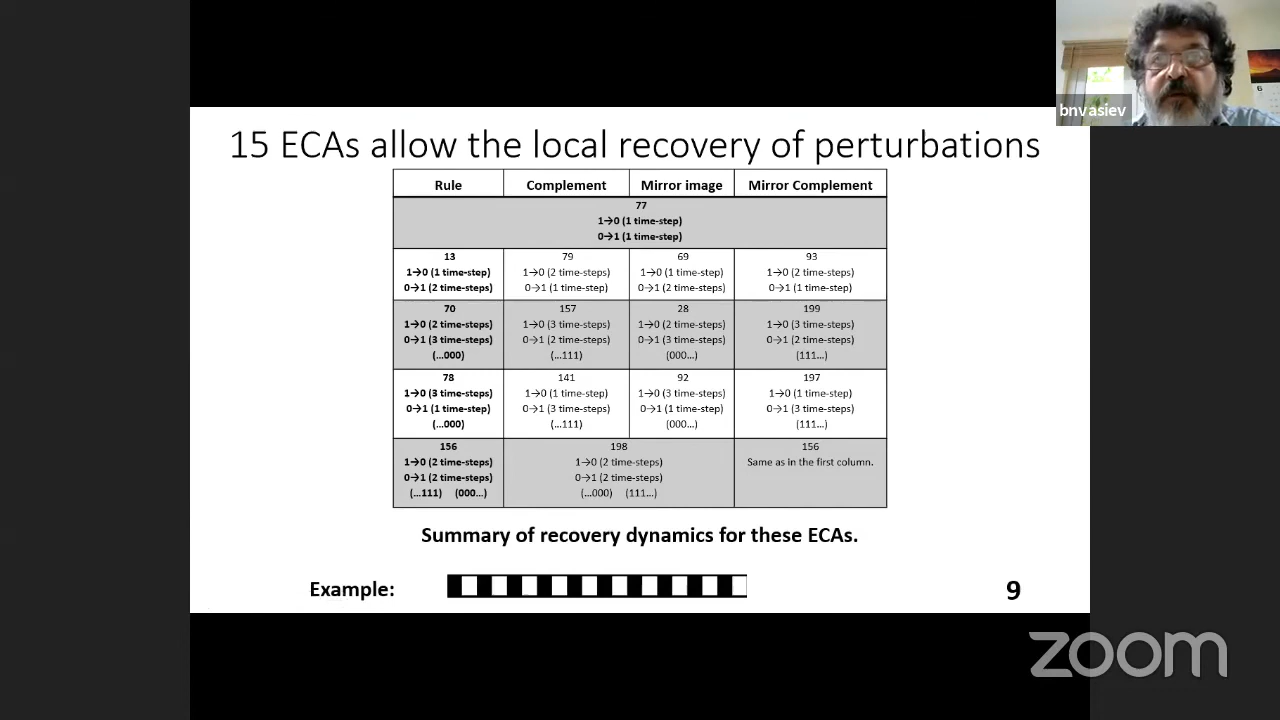 bnvasiev
6
15 ECAs allow the local recovery of perturbations
Rule Complement Mirror image Mirror Complement
77
1→0 (1 time-step)
0→1 (1 time-step)
13 79 69 93
1→0 (1 time-step) 1→0 (2 time-steps) 1→0 (1 time-step) 1→0 (2 time-steps)
0→1 (2 time-steps) 0→1 (1 time-step) 0→1 (2 time-steps) 0→1 (1 time-step)
70 157 28 199
1→0 (2 time-steps) 1→0 (3 time-steps) 1→0 (2 time-steps) 1→0 (3 time-steps)
0→1 (3 time-steps) 0→1 (2 time-steps) 0→1 (3 time-steps) 0→1 (2 time-steps)
(...000) (...111) (000...) (111...)
78 141 92 197
1→0 (3 time-steps) 1→0 (1 time-step) 1→0 (3 time-steps) 1→0 (1 time-step)
0→1 (1 time-step) 0→1 (3 time-steps) 0→1 (1 time-step) 0→1 (3 time-steps)
(...000) (...111) (000...) (111...)
156 198 156
1→0 (2 time-steps) 1→0 (2 time-steps) Same as in the first column.
0→1 (2 time-steps) 0→1 (2 time-steps)
(...111) (000...) (...000) (111...)
Summary of recovery dynamics for these ECAs.
Example:
9
zoom